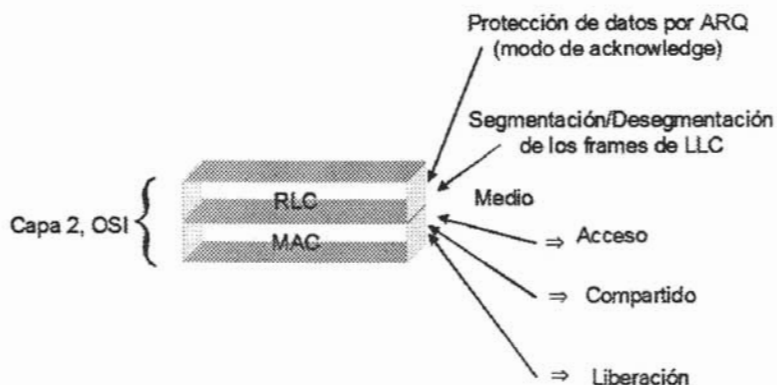 Protección de datos por ARQ
(modo de acknowledge)
Segmentación/Desegmentación
de los frames de LLC
RLC
Medio
Capa 2, OSI
MAC
⇒ Acceso
⇒ Compartido
⇒ Liberación